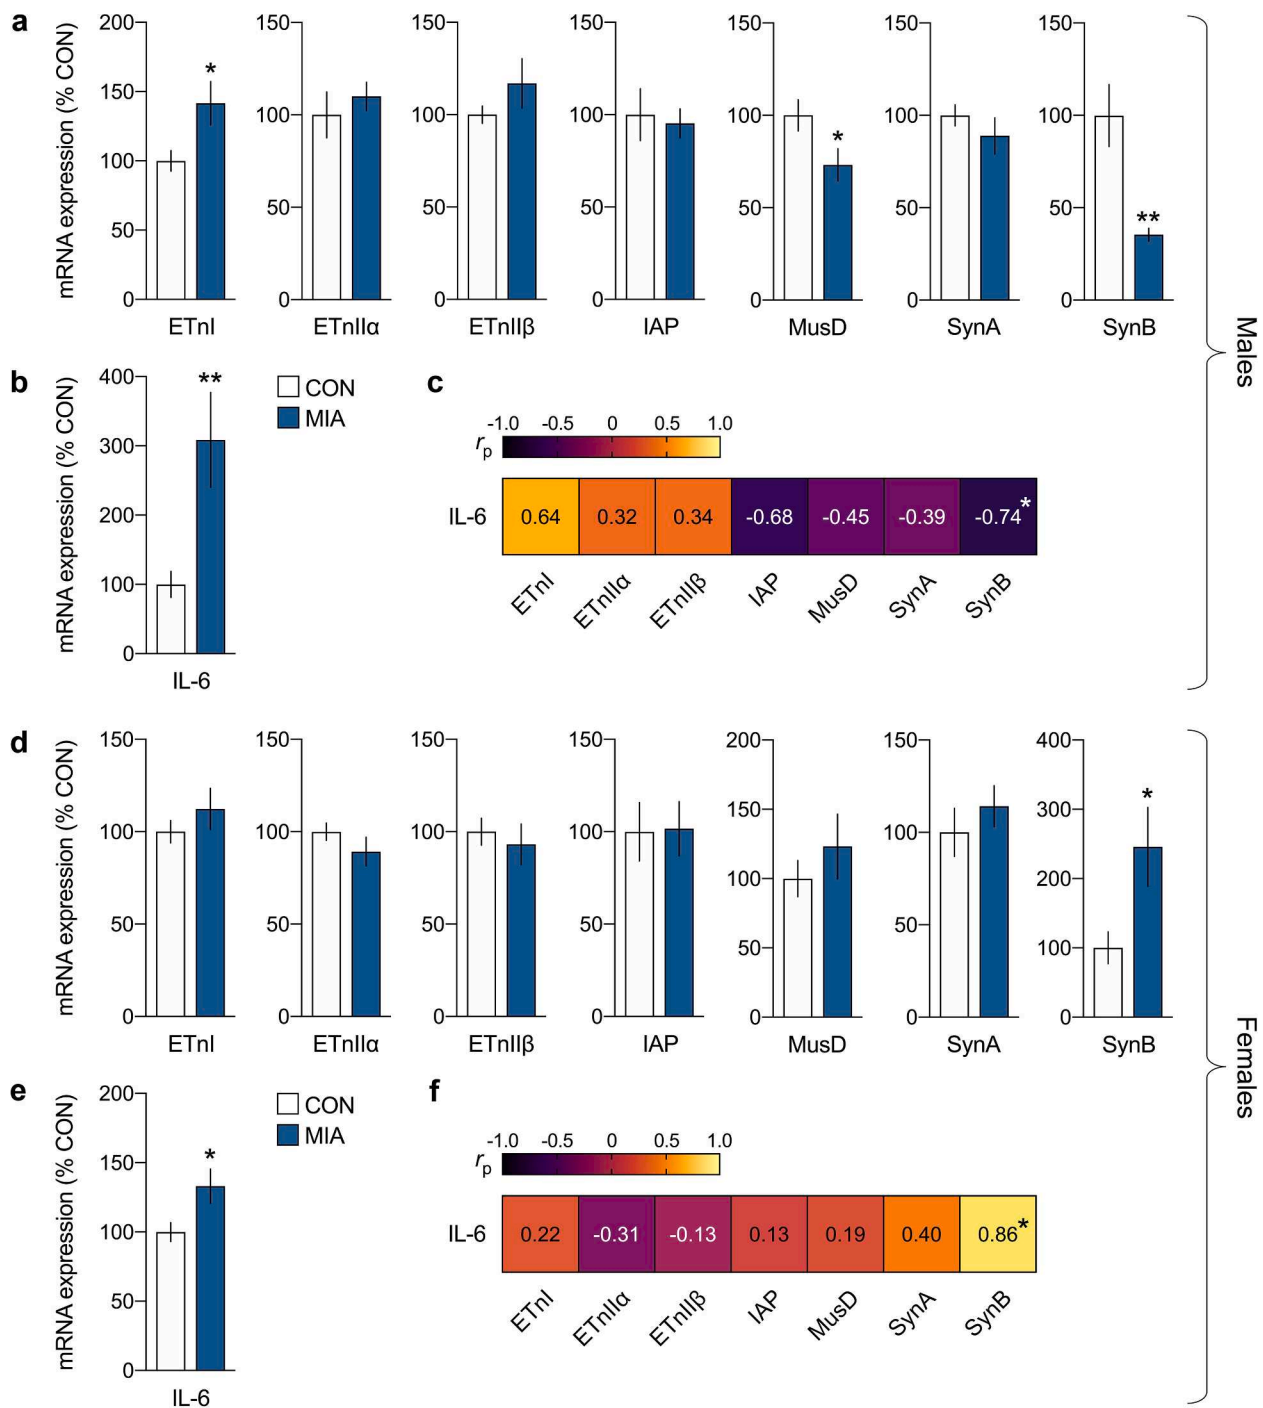 a
mRNA expression (% CON)
200
150
100
50
0
*
ETnI
150
100
50
0
ETnIIα
150
100
50
0
ETnIIβ
150
100
50
0
IAP
150
100
50
0
*
MusD
150
100
50
0
SynA
150
100
50
0
**
SynB
Males
b
mRNA expression (% CON)
400
300
200
100
0
**
IL-6
CON
MIA
c
-1.0 -0.5 0 0.5 1.0
rp
IL-6 0.64 0.32 0.34 -0.68 -0.45 -0.39 -0.74*
ETnI ETnIIα ETnIIβ IAP MusD SynA SynB
d
mRNA expression (% CON)
150
100
50
0
ETnI
150
100
50
0
ETnIIα
150
100
50
0
ETnIIβ
150
100
50
0
IAP
200
150
100
50
0
MusD
150
100
50
0
SynA
400
300
200
100
0
*
SynB
Females
e
mRNA expression (% CON)
200
150
100
50
0
*
IL-6
CON
MIA
f
-1.0 -0.5 0 0.5 1.0
rp
IL-6 0.22 -0.31 -0.13 0.13 0.19 0.40 0.86*
ETnI ETnIIα ETnIIβ IAP MusD SynA SynB